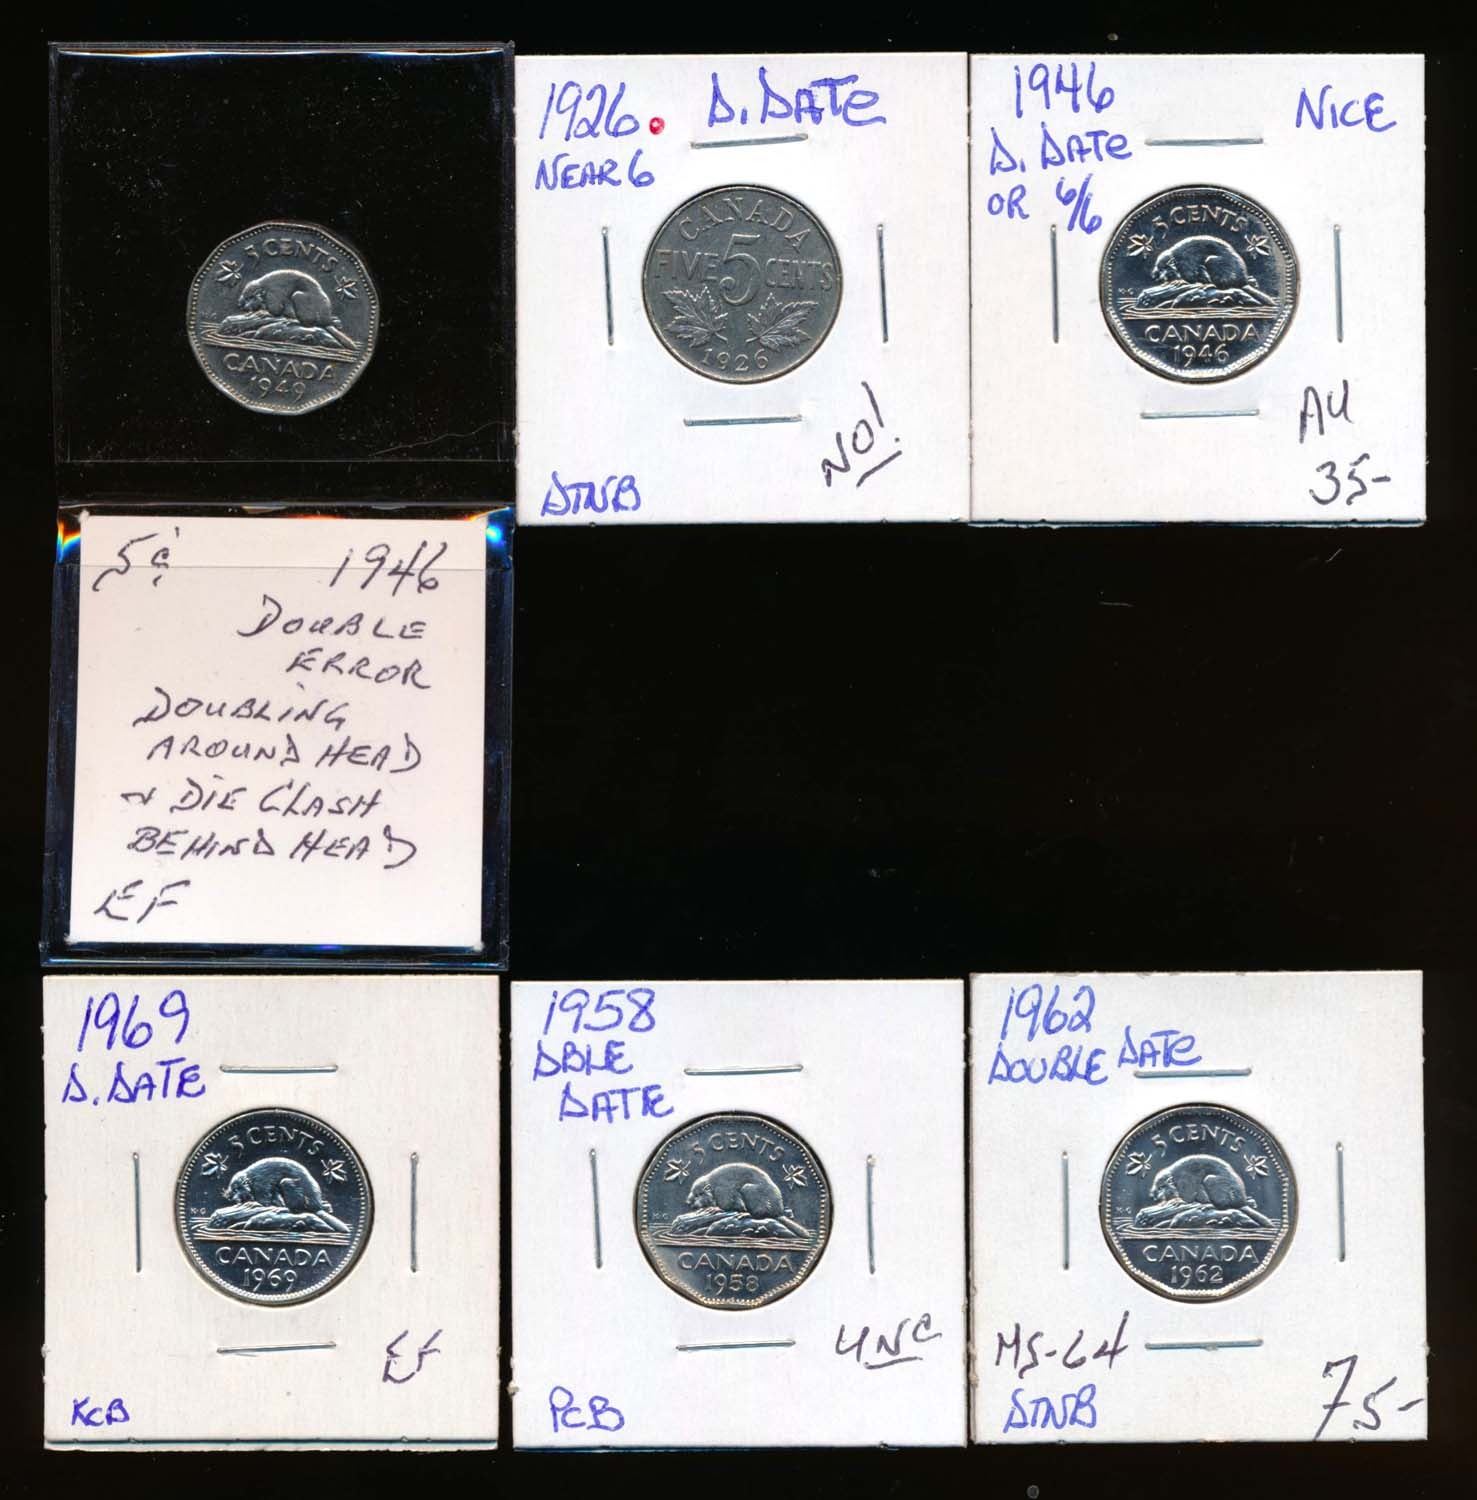 5 CENTS
K·G
CANADA
1949
1926. D. DATE
NEAR 6
CANADA
FIVE 5 CENTS
1926
NO!
DTNB
1946 NICE
D. DATE
OR 6/6
5 CENTS
K·G
CANADA
1946
AU
35-
5¢ 1946
DOUBLE
ERROR
DOUBLING
AROUND HEAD
& DIE CLASH
BEHIND HEAD
EF
1969
D. DATE
5 CENTS
K·G
CANADA
1969
EF
KCB
1958
DBLE
DATE
5 CENTS
K·G
CANADA
1958
UNC
PCB
1962
DOUBLE DATE
5 CENTS
K·G
CANADA
1962
MS-64
DTNB
75-